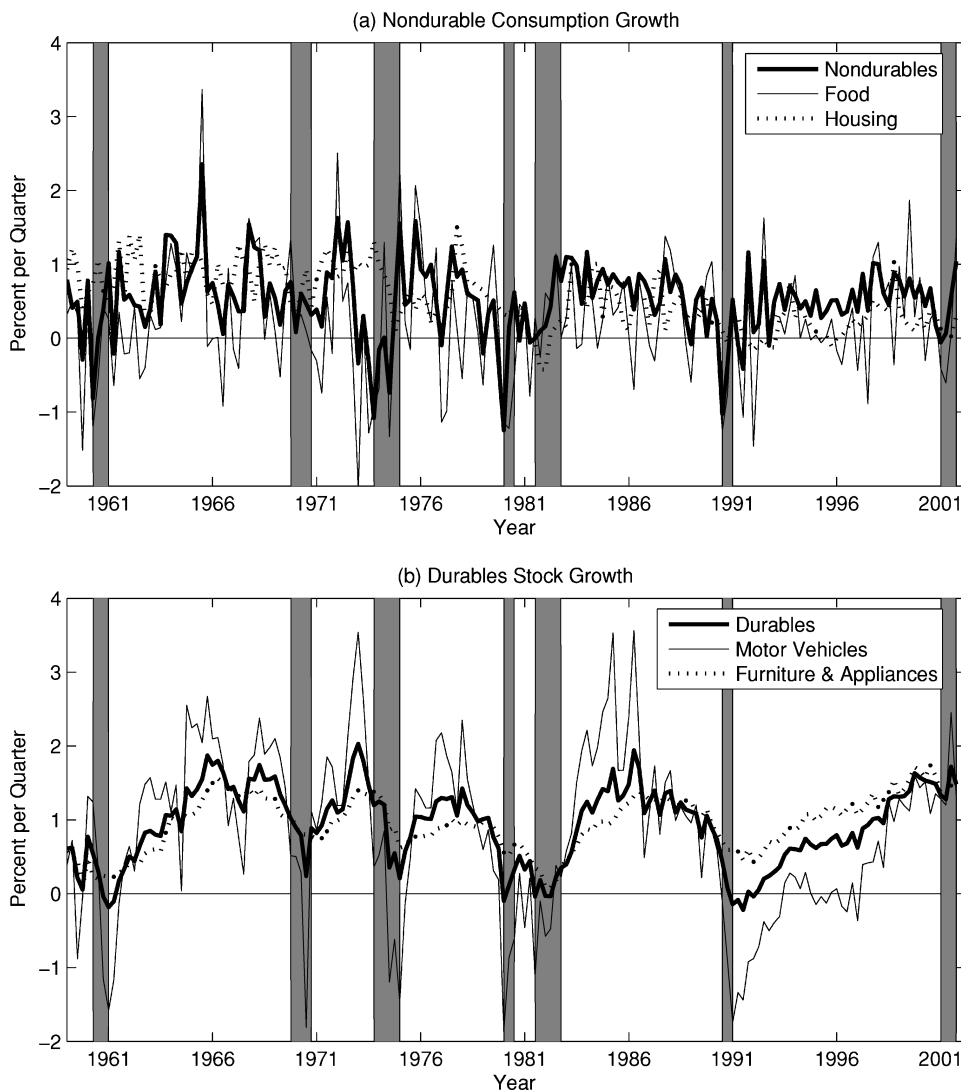 (a) Nondurable Consumption Growth
4
3
2
1
0
−1
−2
Percent per Quarter
Nondurables
Food
Housing
1961 1966 1971 1976 1981 1986 1991 1996 2001
Year
(b) Durables Stock Growth
4
3
2
1
0
−1
−2
Percent per Quarter
Durables
Motor Vehicles
Furniture & Appliances
1961 1966 1971 1976 1981 1986 1991 1996 2001
Year